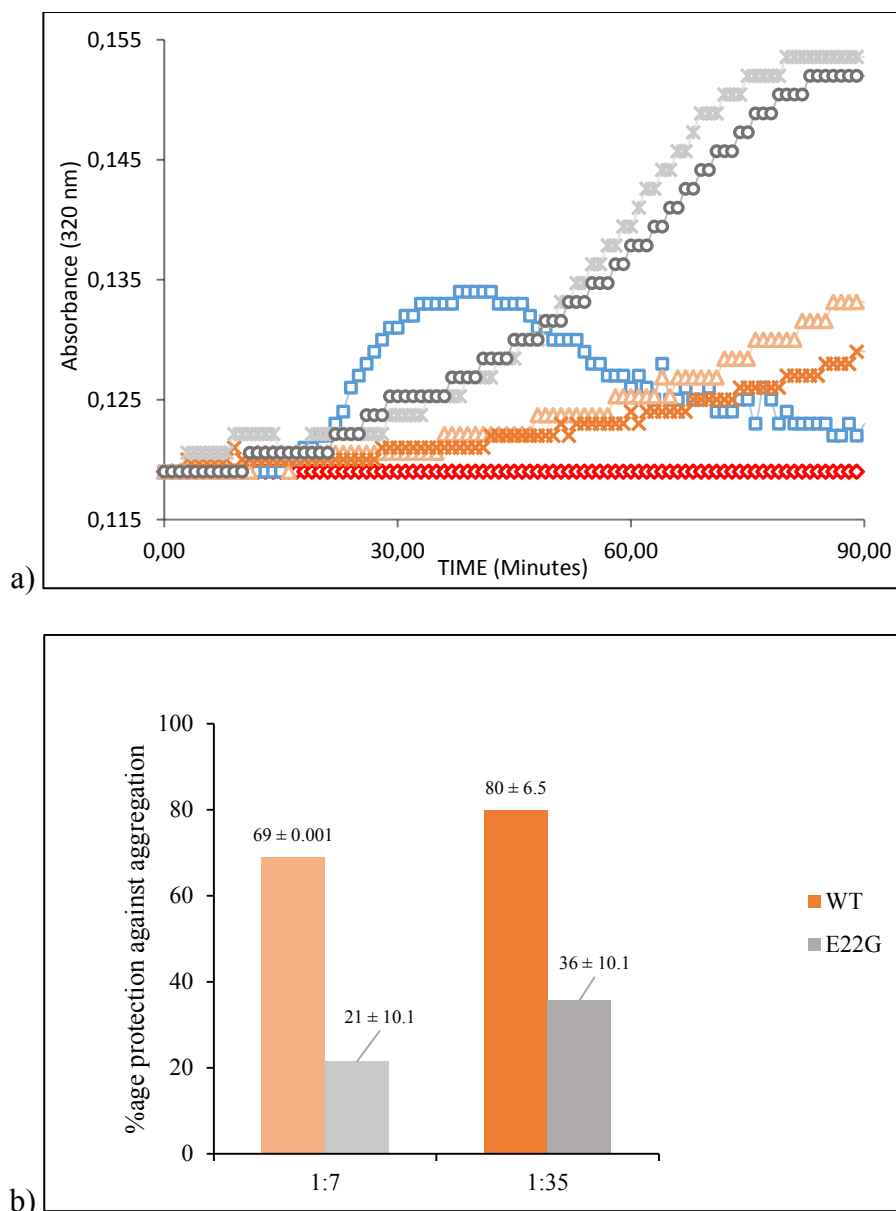 0,155
0,145
0,135
0,125
0,115
Absorbance (320 nm)
0,00
30,00
60,00
90,00
TIME (Minutes)
a)
100
80
60
40
20
0
%age protection against aggregation
69 ± 0.001
21 ± 10.1
80 ± 6.5
36 ± 10.1
1:7
1:35
WT
E22G
b)